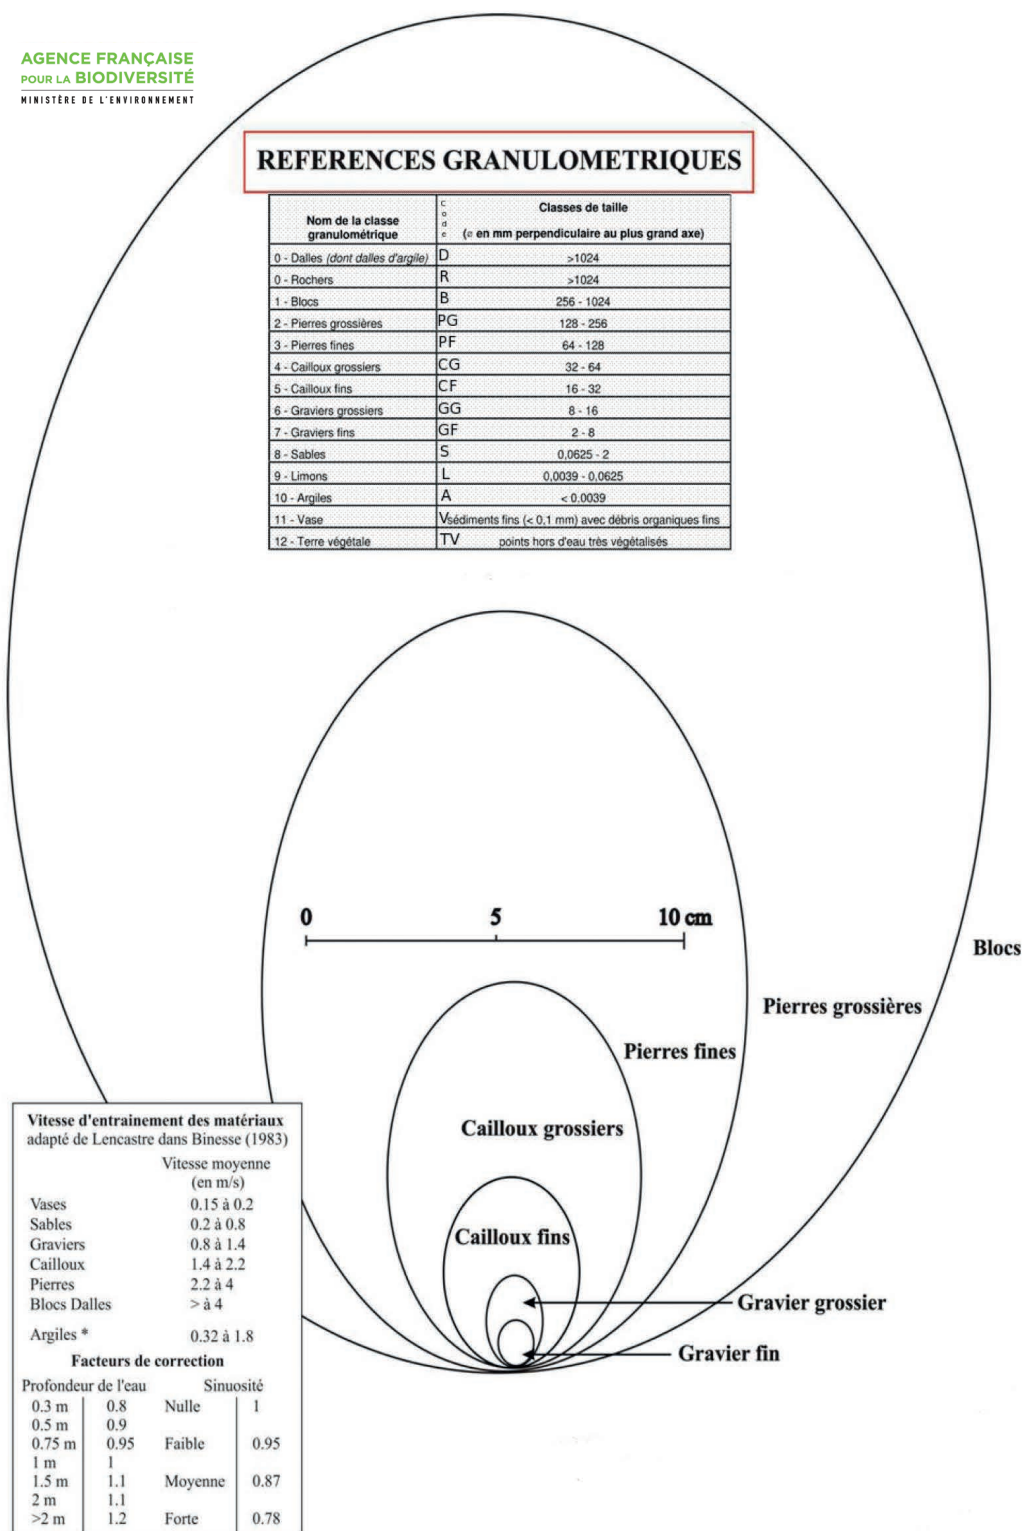 AGENCE FRANÇAISE
POUR LA BIODIVERSITÉ
MINISTÈRE DE L'ENVIRONNEMENT
REFERENCES GRANULOMETRIQUES
Nom de la classe granulométrique Code Classes de taille (ø en mm perpendiculaire au plus grand axe)
0 - Dalles (dont dalles d'argile) D >1024
0 - Rochers R >1024
1 - Blocs B 256 - 1024
2 - Pierres grossières PG 128 - 256
3 - Pierres fines PF 64 - 128
4 - Cailloux grossiers CG 32 - 64
5 - Cailloux fins CF 16 - 32
6 - Graviers grossiers GG 8 - 16
7 - Graviers fins GF 2 - 8
8 - Sables S 0,0625 - 2
9 - Limons L 0,0039 - 0,0625
10 - Argiles A < 0.0039
11 - Vase V sédiments fins (< 0,1 mm) avec débris organiques fins
12 - Terre végétale TV points hors d'eau très végétalisés
0 5 10 cm
Blocs
Pierres grossières
Pierres fines
Cailloux grossiers
Cailloux fins
Gravier grossier
Gravier fin
Vitesse d'entrainement des matériaux
adapté de Lencastre dans Binesse (1983)
Vitesse moyenne
(en m/s)
Vases 0.15 à 0.2
Sables 0.2 à 0.8
Graviers 0.8 à 1.4
Cailloux 1.4 à 2.2
Pierres 2.2 à 4
Blocs Dalles > à 4
Argiles * 0.32 à 1.8
Facteurs de correction
Profondeur de l'eau Sinuosité
0.3 m 0.8 Nulle 1
0.5 m 0.9
0.75 m 0.95 Faible 0.95
1 m 1
1.5 m 1.1 Moyenne 0.87
2 m 1.1
>2 m 1.2 Forte 0.78